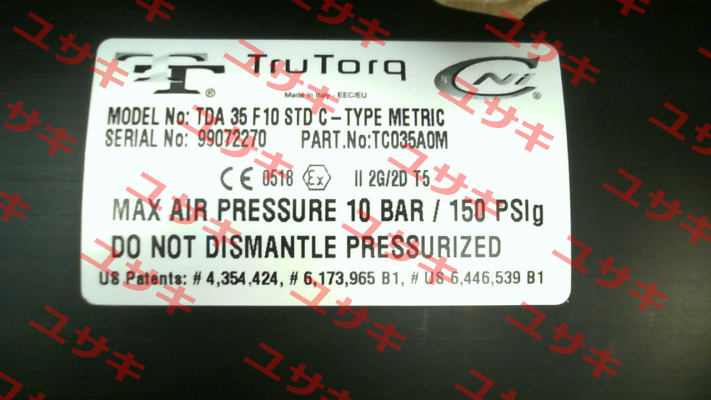 TT ®
TruTorq
CNi ®
Made in Italy - EEC/EU
MODEL No: TDA 35 F10 STD C-TYPE METRIC
SERIAL No: 99072270 PART.No:TC035A0M
CE 0518 Ex II 2G/2D T5
MAX AIR PRESSURE 10 BAR / 150 PSIg
DO NOT DISMANTLE PRESSURIZED
US Patents: # 4,354,424, # 6,173,965 B1, # US 6,446,539 B1
ユサキ